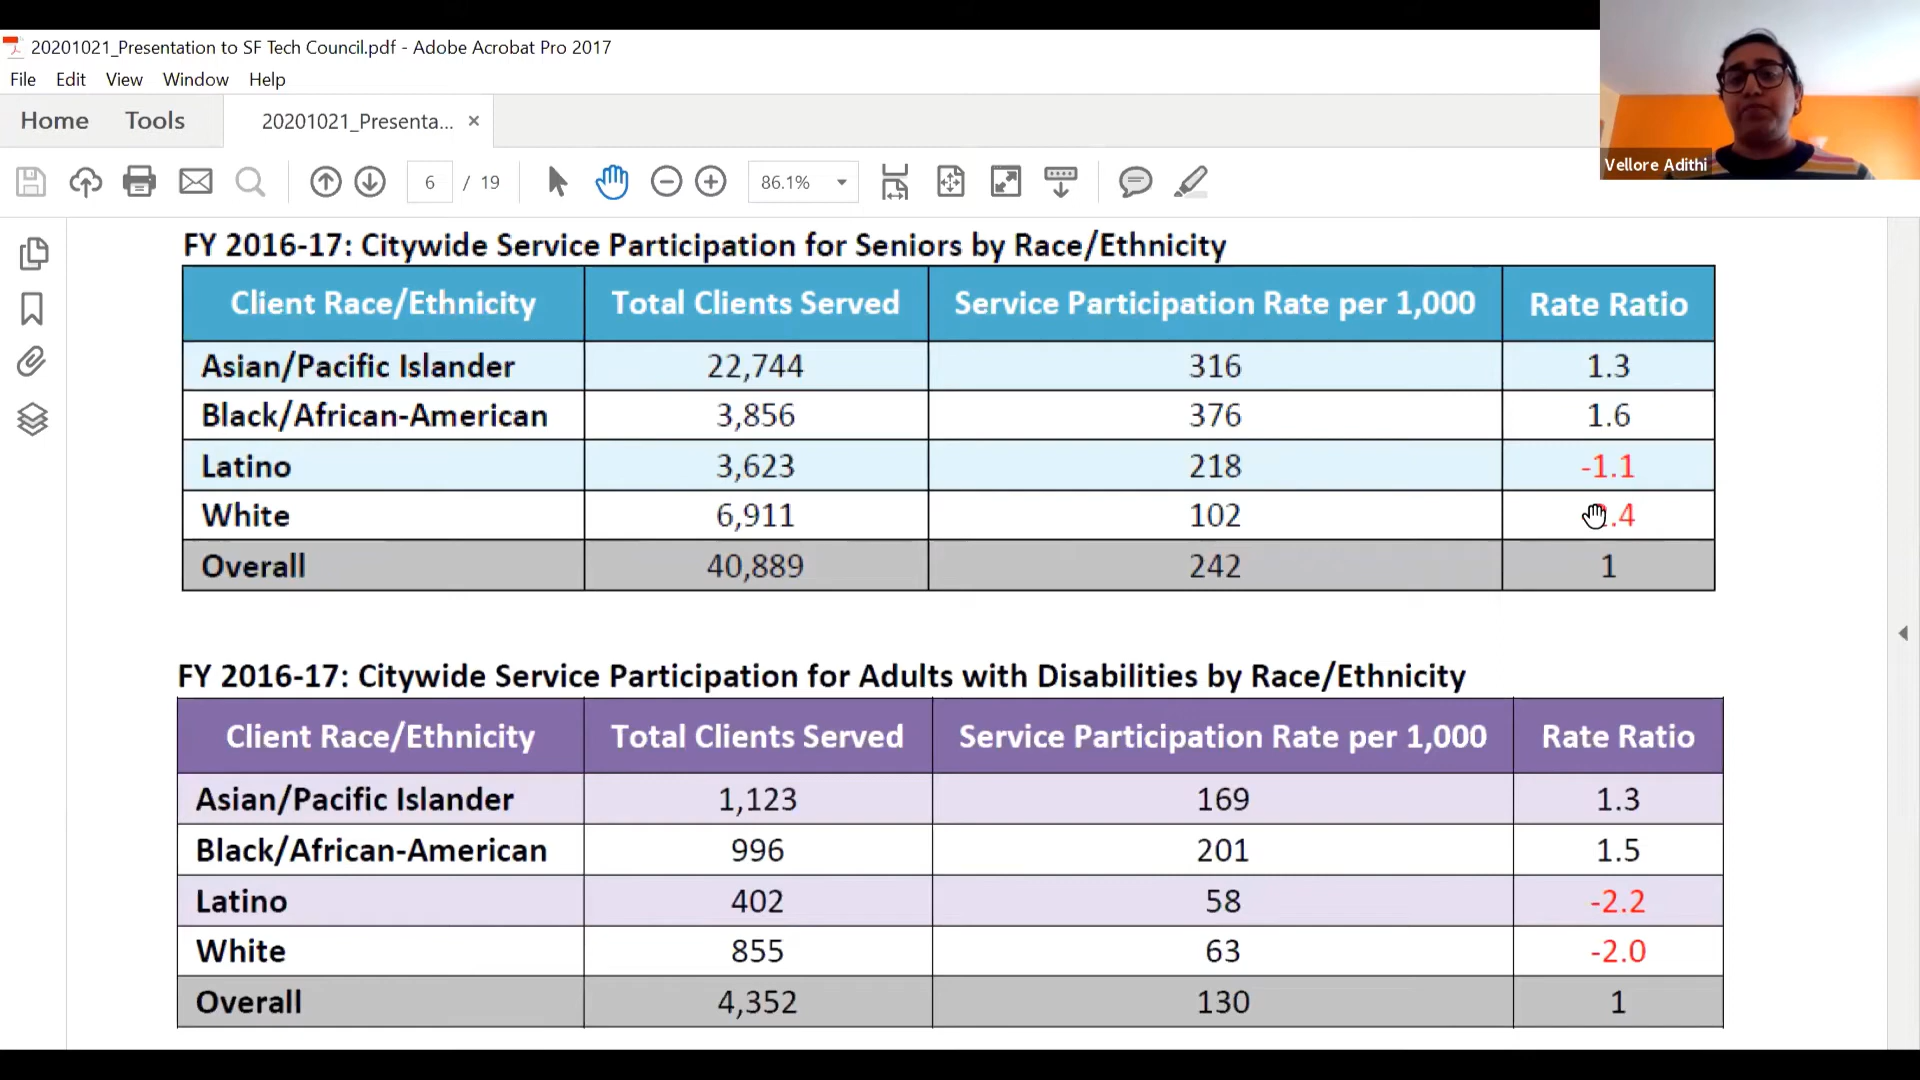 20201021_Presentation to SF Tech Council.pdf - Adobe Acrobat Pro 2017
File Edit View Window Help
Home Tools 20201021_Presenta... ×
6 / 19 86.1%
Vellore Adithi
FY 2016-17: Citywide Service Participation for Seniors by Race/Ethnicity
Client Race/Ethnicity Total Clients Served Service Participation Rate per 1,000 Rate Ratio
Asian/Pacific Islander 22,744 316 1.3
Black/African-American 3,856 376 1.6
Latino 3,623 218 -1.1
White 6,911 102 .4
Overall 40,889 242 1
FY 2016-17: Citywide Service Participation for Adults with Disabilities by Race/Ethnicity
Client Race/Ethnicity Total Clients Served Service Participation Rate per 1,000 Rate Ratio
Asian/Pacific Islander 1,123 169 1.3
Black/African-American 996 201 1.5
Latino 402 58 -2.2
White 855 63 -2.0
Overall 4,352 130 1